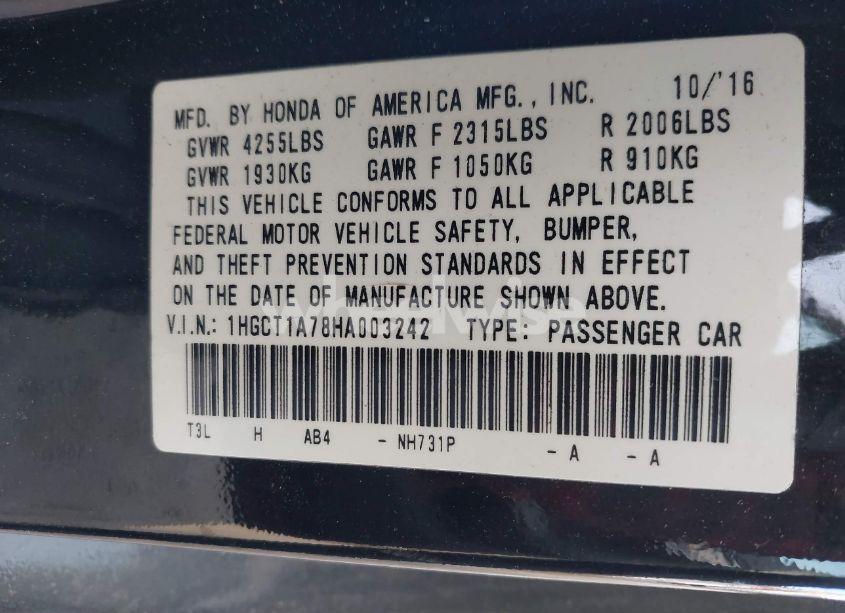 MFD. BY HONDA OF AMERICA MFG., INC. 10/'16
GVWR 4255LBS GAWR F 2315LBS R 2006LBS
GVWR 1930KG GAWR F 1050KG R 910KG
THIS VEHICLE CONFORMS TO ALL APPLICABLE
FEDERAL MOTOR VEHICLE SAFETY, BUMPER,
AND THEFT PREVENTION STANDARDS IN EFFECT
ON THE DATE OF MANUFACTURE SHOWN ABOVE.
V.I.N.: 1HGCT1A78HA003242 TYPE: PASSENGER CAR
T3L H AB4 - NH731P - A - A